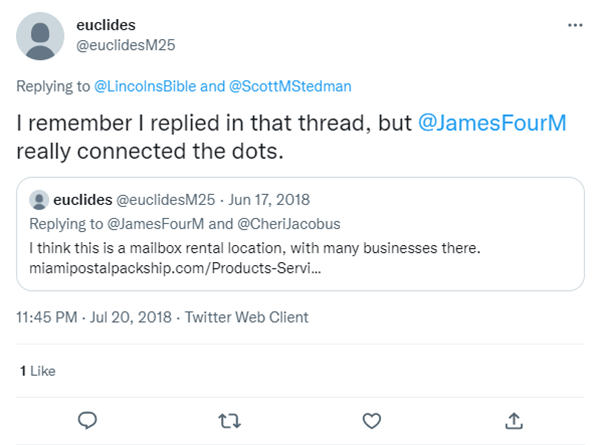 euclides
@euclidesM25
Replying to @LincolnsBible and @ScottMStedman
I remember I replied in that thread, but @JamesFourM
really connected the dots.
euclides @euclidesM25 · Jun 17, 2018
Replying to @JamesFourM and @CheriJacobus
I think this is a mailbox rental location, with many businesses there.
miamipostalpackship.com/Products-Servi...
11:45 PM · Jul 20, 2018 · Twitter Web Client
1 Like